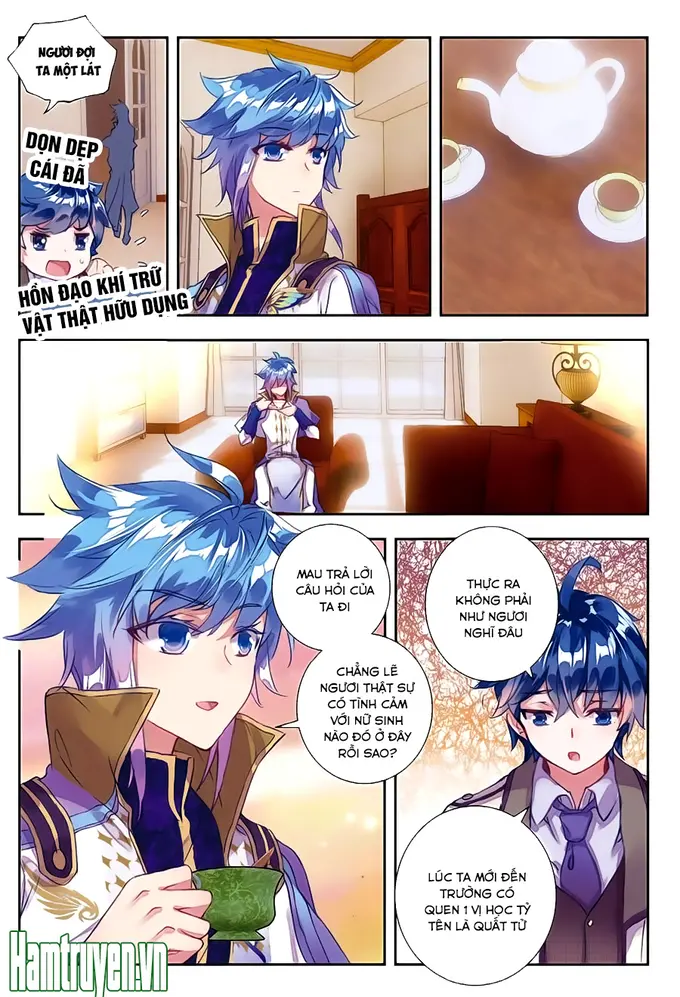 NGƯƠI ĐỢI
TA MỘT LÁT
DỌN DẸP
CÁI ĐÃ
HỒN ĐẠO KHÍ TRỮ
VẬT THẬT HỮU DỤNG
MAU TRẢ LỜI
CÂU HỎI CỦA
TA ĐI
CHẲNG LẼ
NGƯƠI THẬT SỰ
CÓ TÌNH CẢM
VỚI NỮ SINH
NÀO ĐÓ Ở ĐÂY
RỒI SAO?
THỰC RA
KHÔNG PHẢI
NHƯ NGƯƠI
NGHĨ ĐÂU
LÚC TA MỚI ĐẾN
TRƯỜNG CÓ
QUEN 1 VỊ HỌC TỶ
TÊN LÀ QUẤT TỬ
Hamtruyen.vn